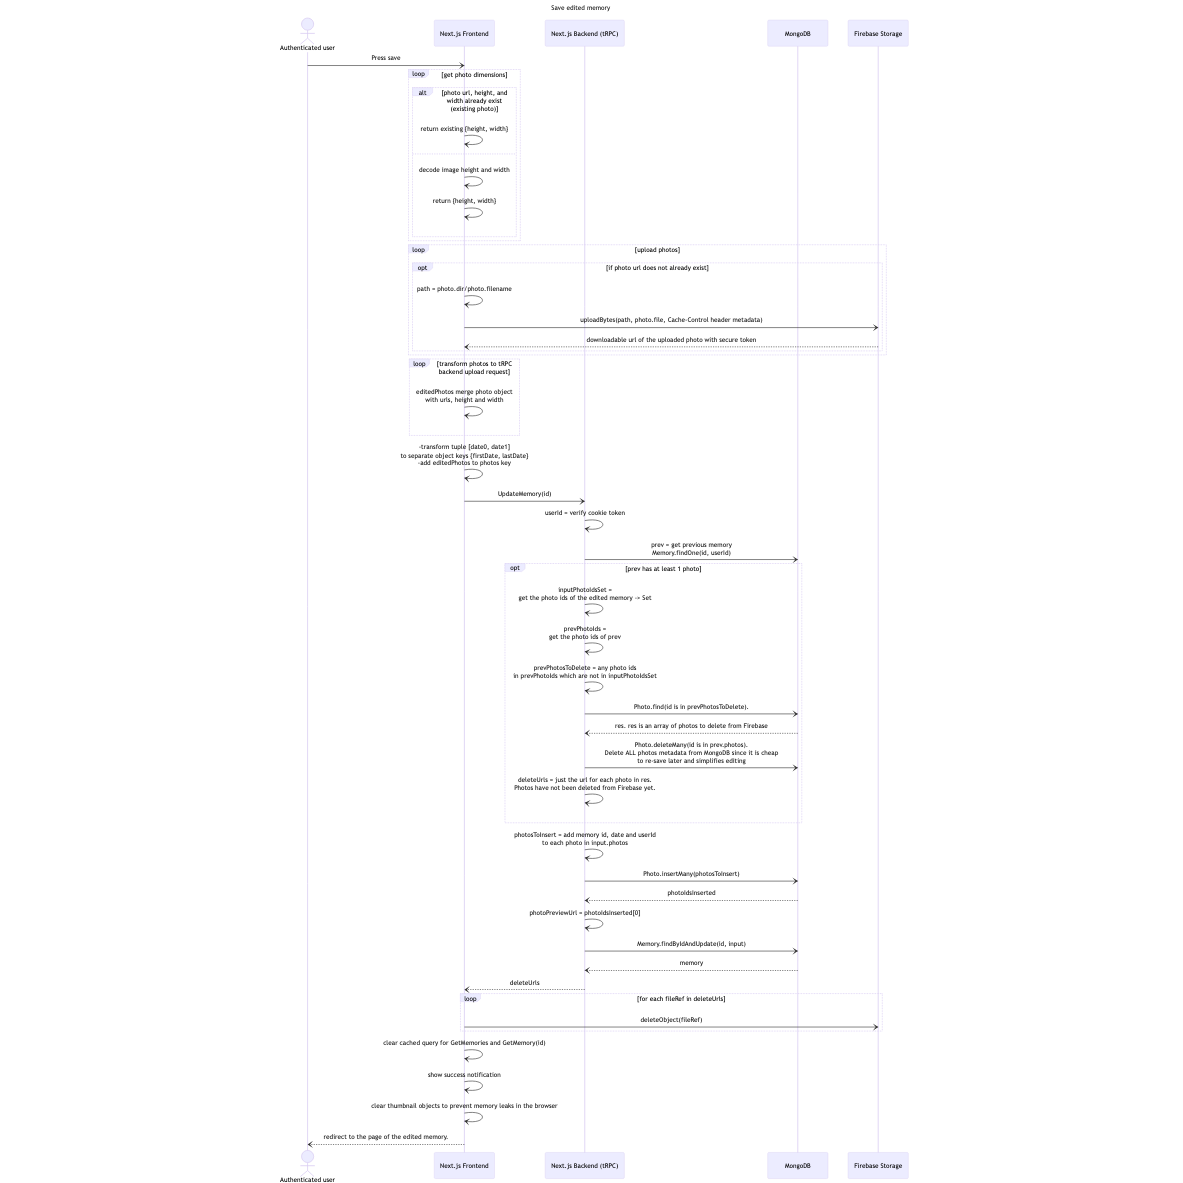 Save edited memory
Authenticated user
Next.js Frontend
Next.js Backend (tRPC)
MongoDB
Firebase Storage
Press save
loop
[get photo dimensions]
alt
[photo url, height, and
width already exist
(existing photo)]
return existing {height, width}
decode image height and width
return {height, width}
loop
[upload photos]
opt
[if photo url does not already exist]
path = photo.dir/photo.filename
uploadBytes(path, photo.file, Cache-Control header metadata)
downloadable url of the uploaded photo with secure token
loop
[transform photos to tRPC
backend upload request]
editedPhotos merge photo object
with urls, height and width
-transform tuple [date0, date1]
to separate object keys {firstDate, lastDate}
-add editedPhotos to photos key
UpdateMemory(id)
userId = verify cookie token
prev = get previous memory
Memory.findOne(id, userId)
opt
[prev has at least 1 photo]
inputPhotoIdsSet =
get the photo ids of the edited memory -> Set
prevPhotoIds =
get the photo ids of prev
prevPhotosToDelete = any photo ids
in prevPhotoIds which are not in inputPhotoIdsSet
Photo.find(id is in prevPhotosToDelete).
res. res is an array of photos to delete from Firebase
Photo.deleteMany(id is in prev.photos).
Delete ALL photos metadata from MongoDB since it is cheap
to re-save later and simplifies editing
deleteUrls = just the url for each photo in res.
Photos have not been deleted from Firebase yet.
photosToInsert = add memory id, date and userId
to each photo in input.photos
Photo.insertMany(photosToInsert)
photoIdsInserted
photoPreviewUrl = photoIdsInserted[0]
Memory.findByIdAndUpdate(id, input)
memory
deleteUrls
loop
[for each fileRef in deleteUrls]
deleteObject(fileRef)
clear cached query for GetMemories and GetMemory(id)
show success notification
clear thumbnail objects to prevent memory leaks in the browser
redirect to the page of the edited memory.
Authenticated user
Next.js Frontend
Next.js Backend (tRPC)
MongoDB
Firebase Storage